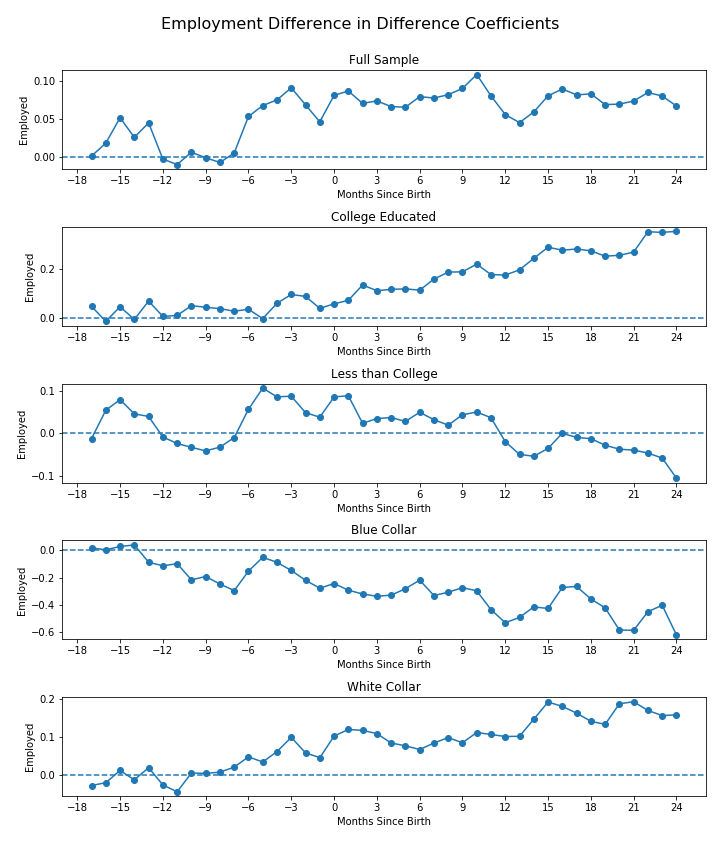 Employment Difference in Difference Coefficients
Full Sample
Employed
0.10
0.05
0.00
−18 −15 −12 −9 −6 −3 0 3 6 9 12 15 18 21 24
Months Since Birth
College Educated
Employed
0.2
0.0
−18 −15 −12 −9 −6 −3 0 3 6 9 12 15 18 21 24
Months Since Birth
Less than College
Employed
0.1
0.0
−0.1
−18 −15 −12 −9 −6 −3 0 3 6 9 12 15 18 21 24
Months Since Birth
Blue Collar
Employed
0.0
−0.2
−0.4
−0.6
−18 −15 −12 −9 −6 −3 0 3 6 9 12 15 18 21 24
Months Since Birth
White Collar
Employed
0.2
0.1
0.0
−18 −15 −12 −9 −6 −3 0 3 6 9 12 15 18 21 24
Months Since Birth